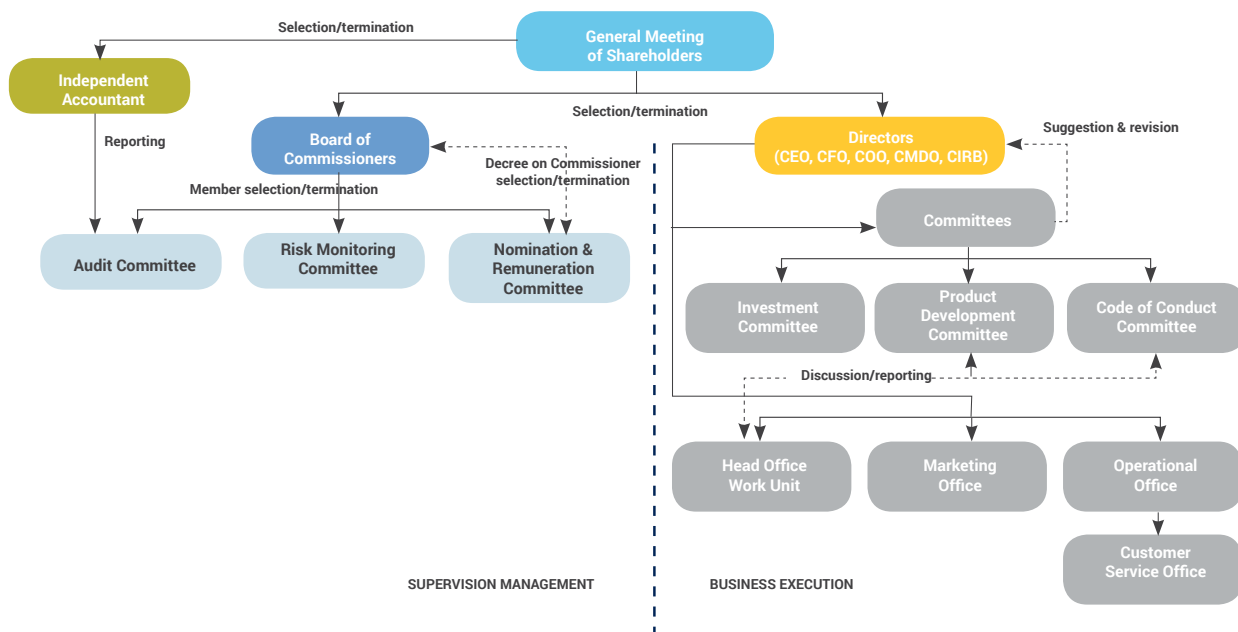 Selection/termination
General Meeting
of Shareholders
Independent
Accountant
Selection/termination
Reporting
Board of
Commissioners
Directors
(CEO, CFO, COO, CMDO, CIRB)
Suggestion & revision
Decree on Commissioner
selection/termination
Member selection/termination
Committees
Audit Committee
Risk Monitoring
Committee
Nomination &
Remuneration
Committee
Investment
Committee
Product
Development
Committee
Code of Conduct
Committee
Discussion/reporting
Head Office
Work Unit
Marketing
Office
Operational
Office
Customer
Service Office
SUPERVISION MANAGEMENT
BUSINESS EXECUTION